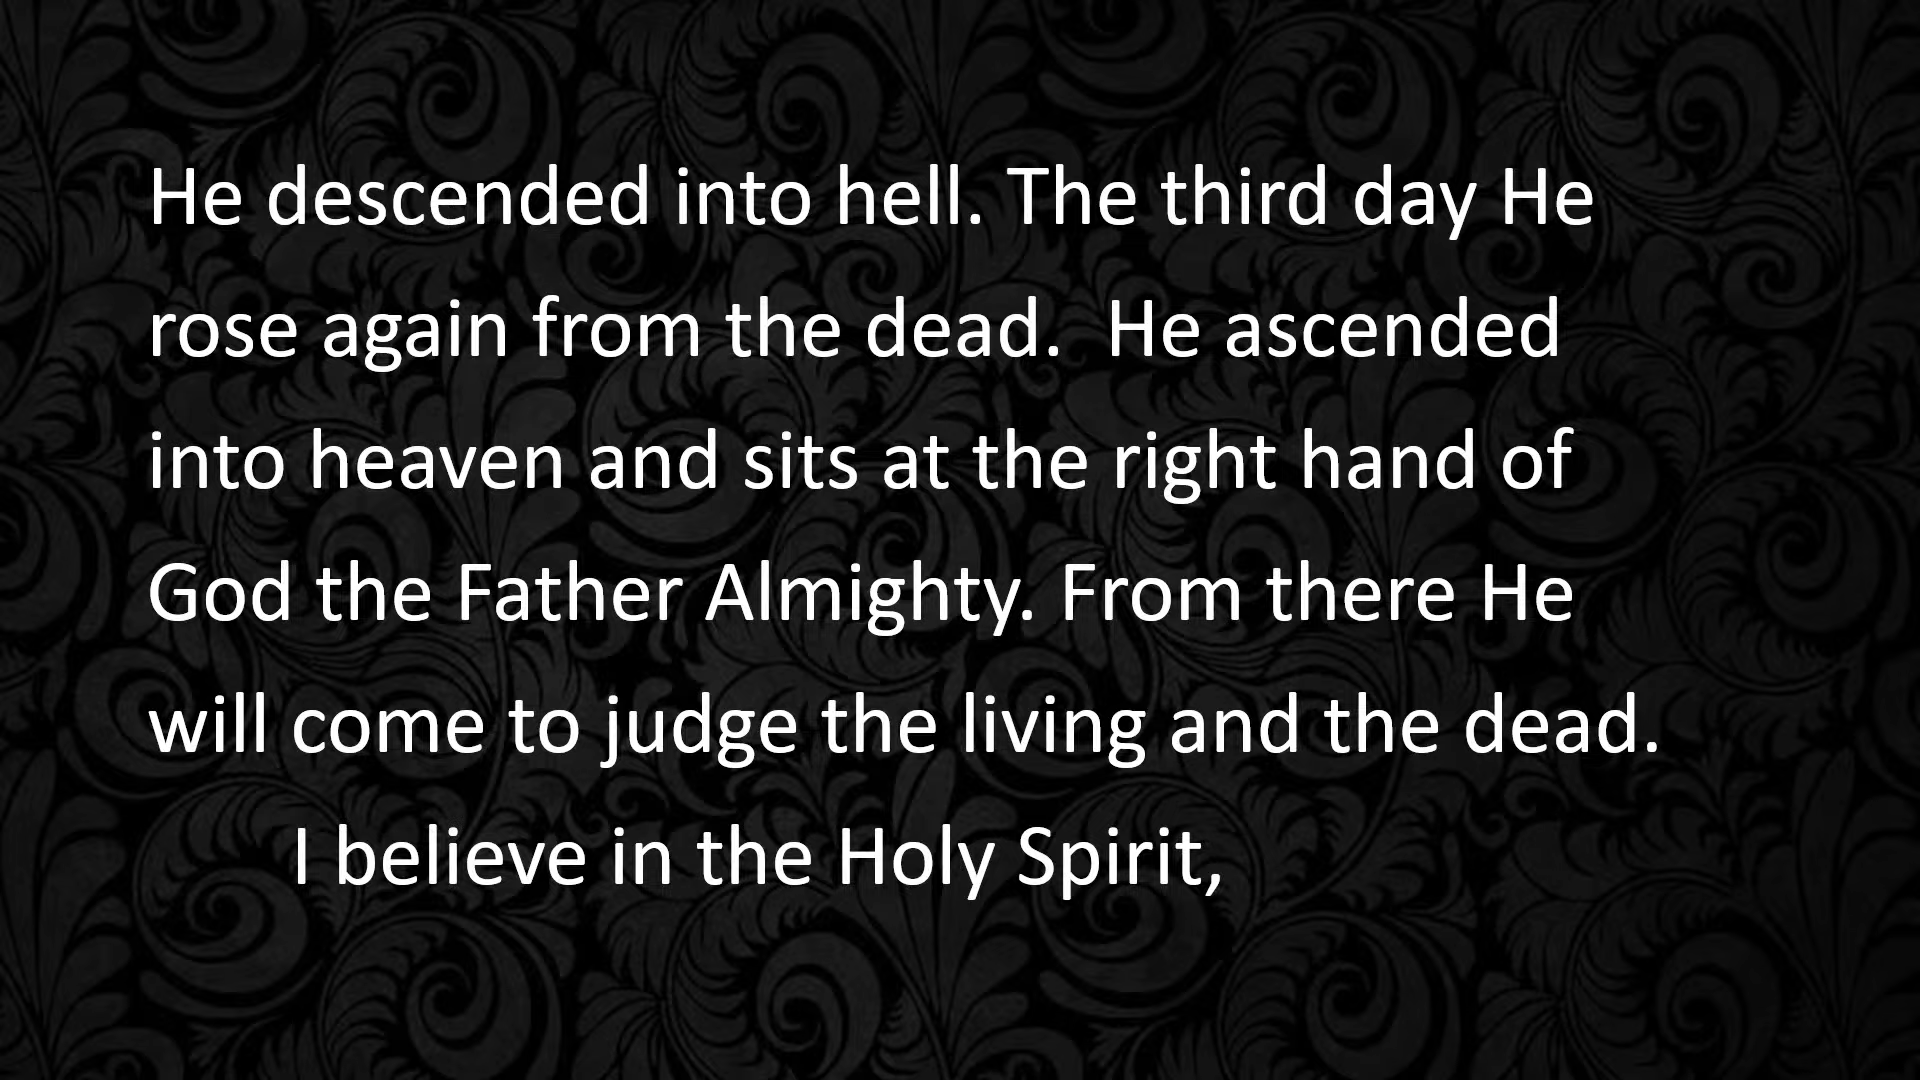 He descended into hell. The third day He
rose again from the dead.  He ascended
into heaven and sits at the right hand of
God the Father Almighty. From there He
will come to judge the living and the dead.
I believe in the Holy Spirit,